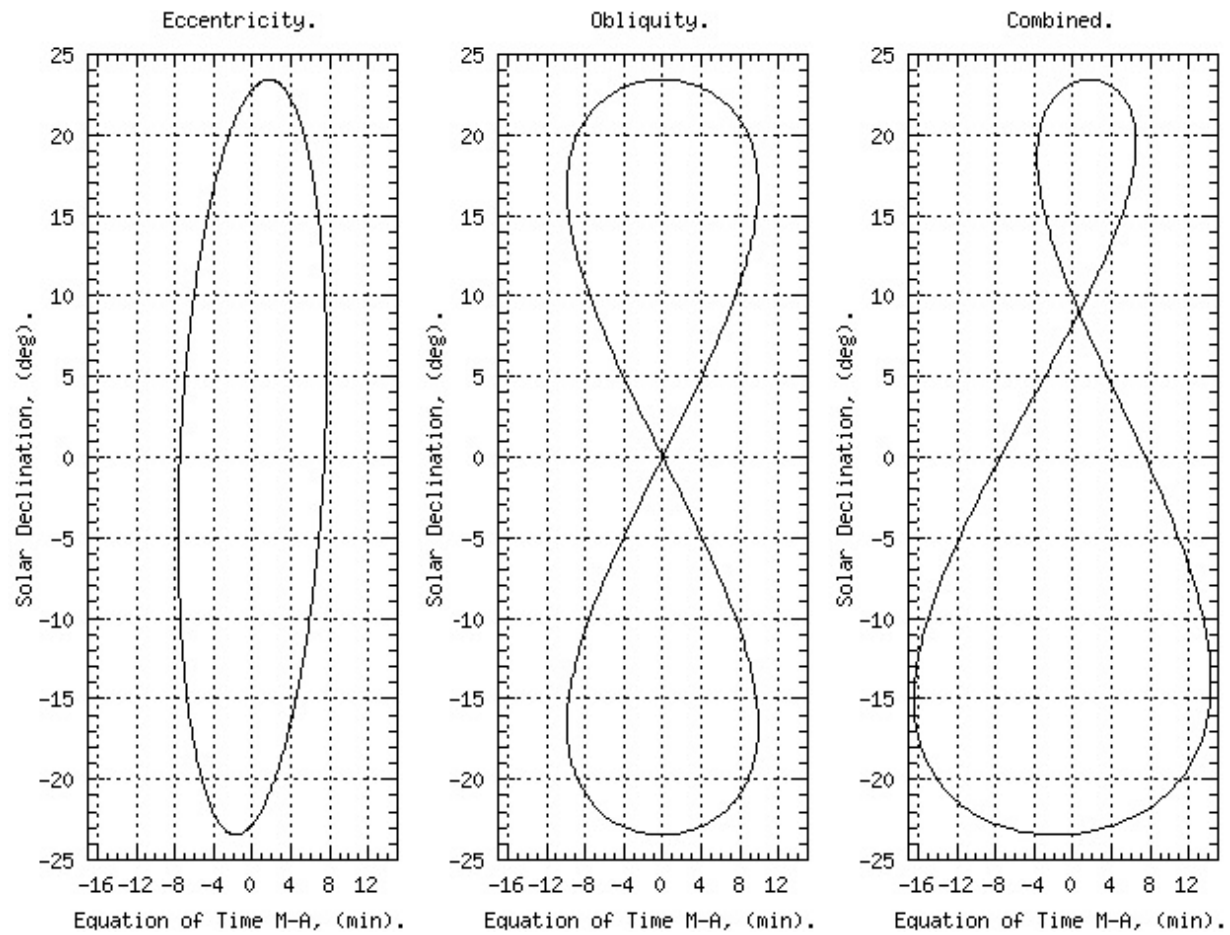 Eccentricity.
25
20
15
10
5
0
-5
-10
-15
-20
-25
-16 -12 -8 -4 0 4 8 12
Solar Declination, (deg).
Equation of Time M-A, (min).
Obliquity.
25
20
15
10
5
0
-5
-10
-15
-20
-25
-16 -12 -8 -4 0 4 8 12
Solar Declination, (deg).
Equation of Time M-A, (min).
Combined.
25
20
15
10
5
0
-5
-10
-15
-20
-25
-16 -12 -8 -4 0 4 8 12
Solar Declination, (deg).
Equation of Time M-A, (min).